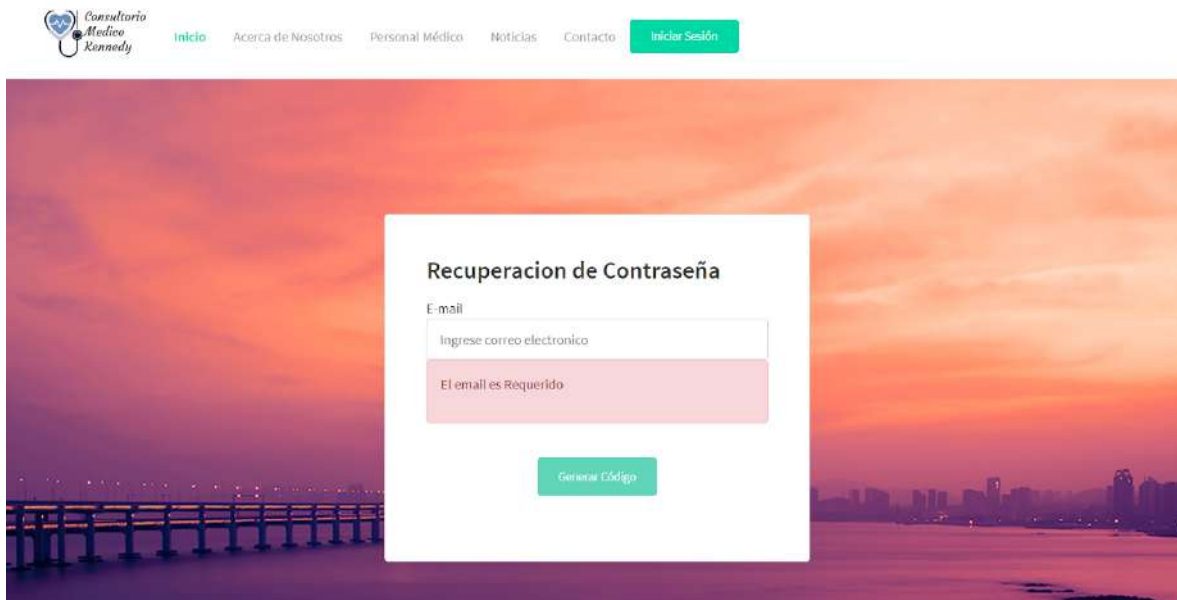 Consultorio
Medico
Kennedy
Inicio Acerca de Nosotros Personal Médico Noticias Contacto Iniciar Sesión
Recuperacion de Contraseña
E-mail
Ingrese correo electronico
El email es Requerido
Generar Código